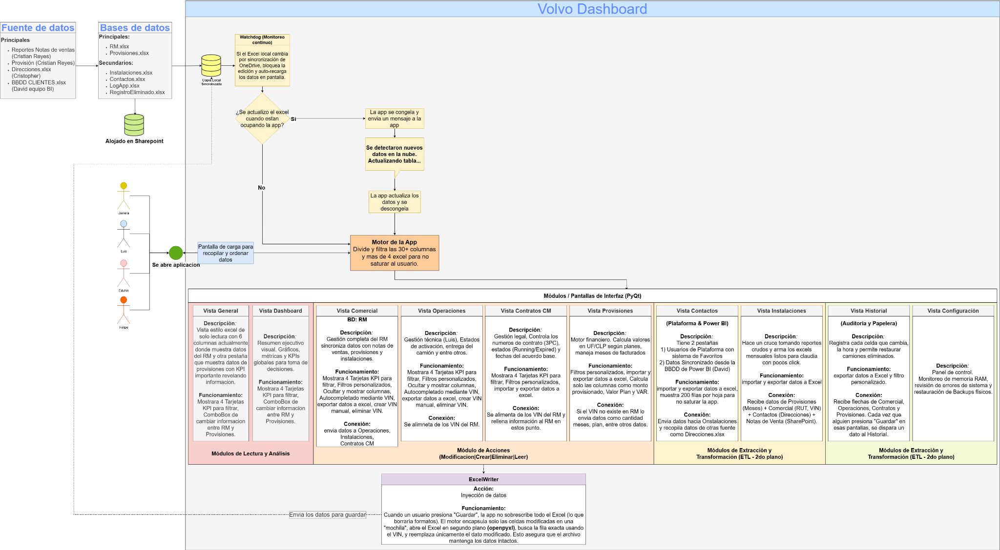 Volvo Dashboard
Fuente de datos
Principales
Reportes Notas de ventas
(Cristian Reyes)
Provisión (Cristian Reyes)
Direcciones.xlsx
(Cristopher)
BBDD CLIENTES.xlsx
(David equipo BI)
Bases de datos
Principales:
RM.xlsx
Provisiones.xlsx
Secundarios:
Instalaciones.xlsx
Contactos.xlsx
LogApp.xlsx
RegistroEliminado.xlsx
Alojado en Sharepoint
Copia Local
Sincronizada
Watchdog (Monitoreo
continuo)
Si el Excel local cambia
por sincronización de
OneDrive, bloquea la
edición y auto-recarga
los datos en pantalla.
¿Se actualizo el excel
cuando estan
ocupando la app?
Si
No
La app se congela y
envia un mensaje a la
app
Se detectaron nuevos
datos en la nube.
Actualizando tabla...
La app actualiza los
datos y se
descongela
Javiera
Luis
Eduhin
Felipe
Se abre aplicacion
Pantalla de carga para
recopilar y ordenar
datos
Motor de la App
Divide y filtra las 30+ columnas
y mas de 4 excel para no
saturar al usuario.
Módulos / Pantallas de Interfaz (PyQt)
Vista General
Descripción:
Vista estilo excel de
solo lectura con 6
columnas actualmente
donde muestra datos
del RM y otra pestaña
que muestra datos de
provisiones con KPI
importante revelando
informacion.
Funcionamiento:
Mostrara 4 Tarjetas
KPI para filtrar,
ComboBox de
cambiar informacion
entre RM y
Provisiones.
Vista Dashboard
Descripción:
Resumen ejecutivo
visual. Gráficos,
métricas y KPIs
globales para toma de
decisiones.
Funcionamiento:
Mostrara 4 Tarjetas
KPI para filtrar,
ComboBox de
cambiar informacion
entre RM y
Provisiones.
Módulos de Lectura y Análisis
Vista Comercial
BD: RM
Descripción:
Gestión completa del RM
sincroniza datos con notas de
ventas, provisiones y
instalaciones.
Funcionamiento:
Mostrara 4 Tarjetas KPI para
filtrar, Filtros personalizados,
Ocultar y mostrar columnas,
Autocompletado mediante VIN,
exportar datos a excel, crear VIN
manual, eliminar VIN.
Conexión:
envia datos a Operaciones,
Instalaciones,
Contratos CM
Vista Operaciones
Descripción:
Gestión técnica (Luis), Estados
de activación, entrega del
camión y entre otros.
Funcionamiento:
Mostrara 4 Tarjetas KPI para
filtrar, Filtros personalizados,
Ocultar y mostrar columnas,
Autocompletado mediante VIN,
exportar datos a excel, crear VIN
manual, eliminar VIN.
Conexión:
Se alimneta de los VIN del RM.
Vista Contratos CM
Descripción:
Gestión legal, Controla los
numeros de contrato (3PC),
estados (Running/Expired) y
fechas del acuerdo base.
Funcionamiento:
Mostrara 4 Tarjetas KPI para
filtrar, Filtros personalizados,
importar y exportar datos a
excel.
Conexión:
Se alimenta de los VIN del RM y
rellena información al RM en
estos punto.
Vista Provisiones
Descripción:
Motor financiero. Calcula valores
en UF/CLP según planes,
maneja meses de facturados
Funcionamiento:
Filtros personalizados, importar y
exportar datos a excel, Calcula
solo las columnas como monto
provisionado, Valor Plan y VAR.
Conexión:
Si el VIN no existe en RM lo
envia datos como cantidad
meses, plan, entre otros datos.
Módulo de Acciones
(Modificacion|Crear|Eliminar|Leer)
Vista Contactos
(Plataforma & Power BI)
Descripción:
Tiene 2 pestañas
1) Usuarios de Plataforma con
sistema de Favoritos
2) Datos Sincronizado desde la
BBDD de Power BI (David)
Funcionamiento:
importar y exportar datos a excel,
muestra 200 filas por hoja para
no saturar la app.
Conexión:
Envia datos hacia Onstalaciones
y recopila datos de otras fuente
como Direcciones.xlsx
Vista Instalaciones
Descripción:
Hace un cruce tomando reportes
crudos y arma los excels
mensuales listos para claudia
con pocos click.
Funcionamiento:
importar y exportar datos a Excel
Conexión:
Recibe datos de Provisiones
(Meses) + Comercial (RUT, VIN)
+ Contactos (Direcciones) +
Notas de Venta (SharePoint).
Módulos de Extracción y
Transformación (ETL - 2do plano)
Vista Historial
(Auditoria y Papelera)
Descripción:
Registra cada celda que cambia,
la hora y permite restaurar
camiones eliminados.
Funcionamiento:
exportar datos a Excel y filtro
personalizado.
Conexión:
Recibe flechas de Comercial,
Operaciones, Contratos y
Provisiones. Cada vez que
alguien presiona "Guardar" en
esas pantallas, se dispara un
dato al Historial.
Vista Configuración
Descripción:
Panel de control.
Monitoreo de memoria RAM,
revisión de errores de sistema y
restauración de Backups físicos.
Módulos de Extracción y
Transformación (ETL - 2do plano)
ExcelWriter
Acción:
Inyección de datos
Funcionamiento:
Cuando un usuario presiona "Guardar", la app no sobrescribe todo el Excel (lo que
borraria formatos). El motor encapsula solo las celdas modificadas en una
"mochila", abre el Excel en segundo plano (openpyxl), busca la fila exacta usando
el VIN, y reemplaza únicamente el dato modificado. Esto asegura que el archivo
mantenga los datos intactos.
Envia los datos para guardar